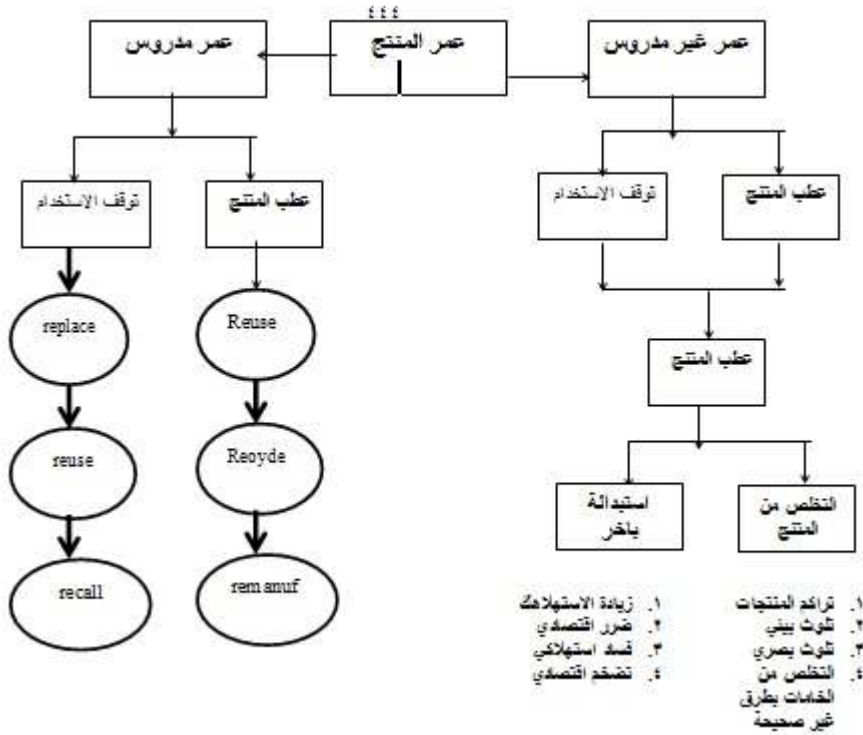 ٤٤٤
عمر غير مدروس
عمر المنتج
عمر مدروس
عطب المنتج
توقف الاستخدام
عطب المنتج
توقف الاستخدام
عطب المنتج
التخلص من
المنتج
استبدالة
باخر
١. تراكم المنتجات
٢. تلوث بيئي
٣. تلوث بصري
٤. التخلص من
الخامات بطرق
غير صحيحة
١. زيادة الاستهلاك
٢. ضرر اقتصادي
٣. فساد استهلاكي
٤. تضخم اقتصادي
Reuse
Reoyde
remanuf
replace
reuse
recall